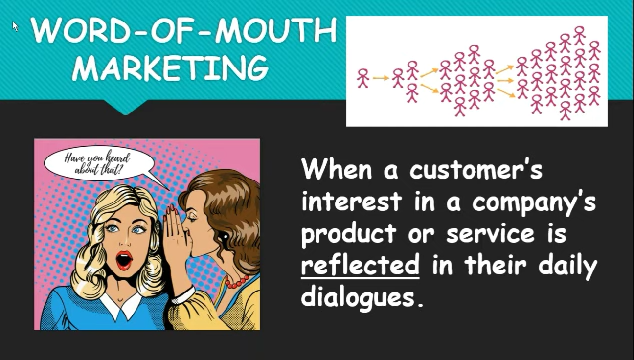 WORD-OF-MOUTH
MARKETING
Have you heard
about that?
When a customer's
interest in a company's
product or service is
reflected in their daily
dialogues.